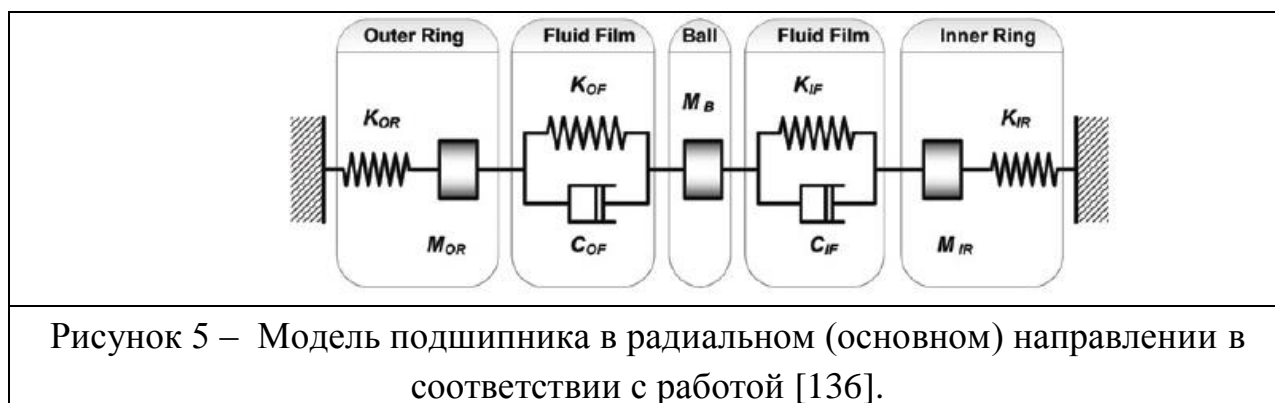 Outer Ring Fluid Film Ball Fluid Film Inner Ring
K_OF M_B K_IF
K_OR K_IR
M_OR C_OF C_IF M_IR
Рисунок 5 – Модель подшипника в радиальном (основном) направлении в
соответствии с работой [136].